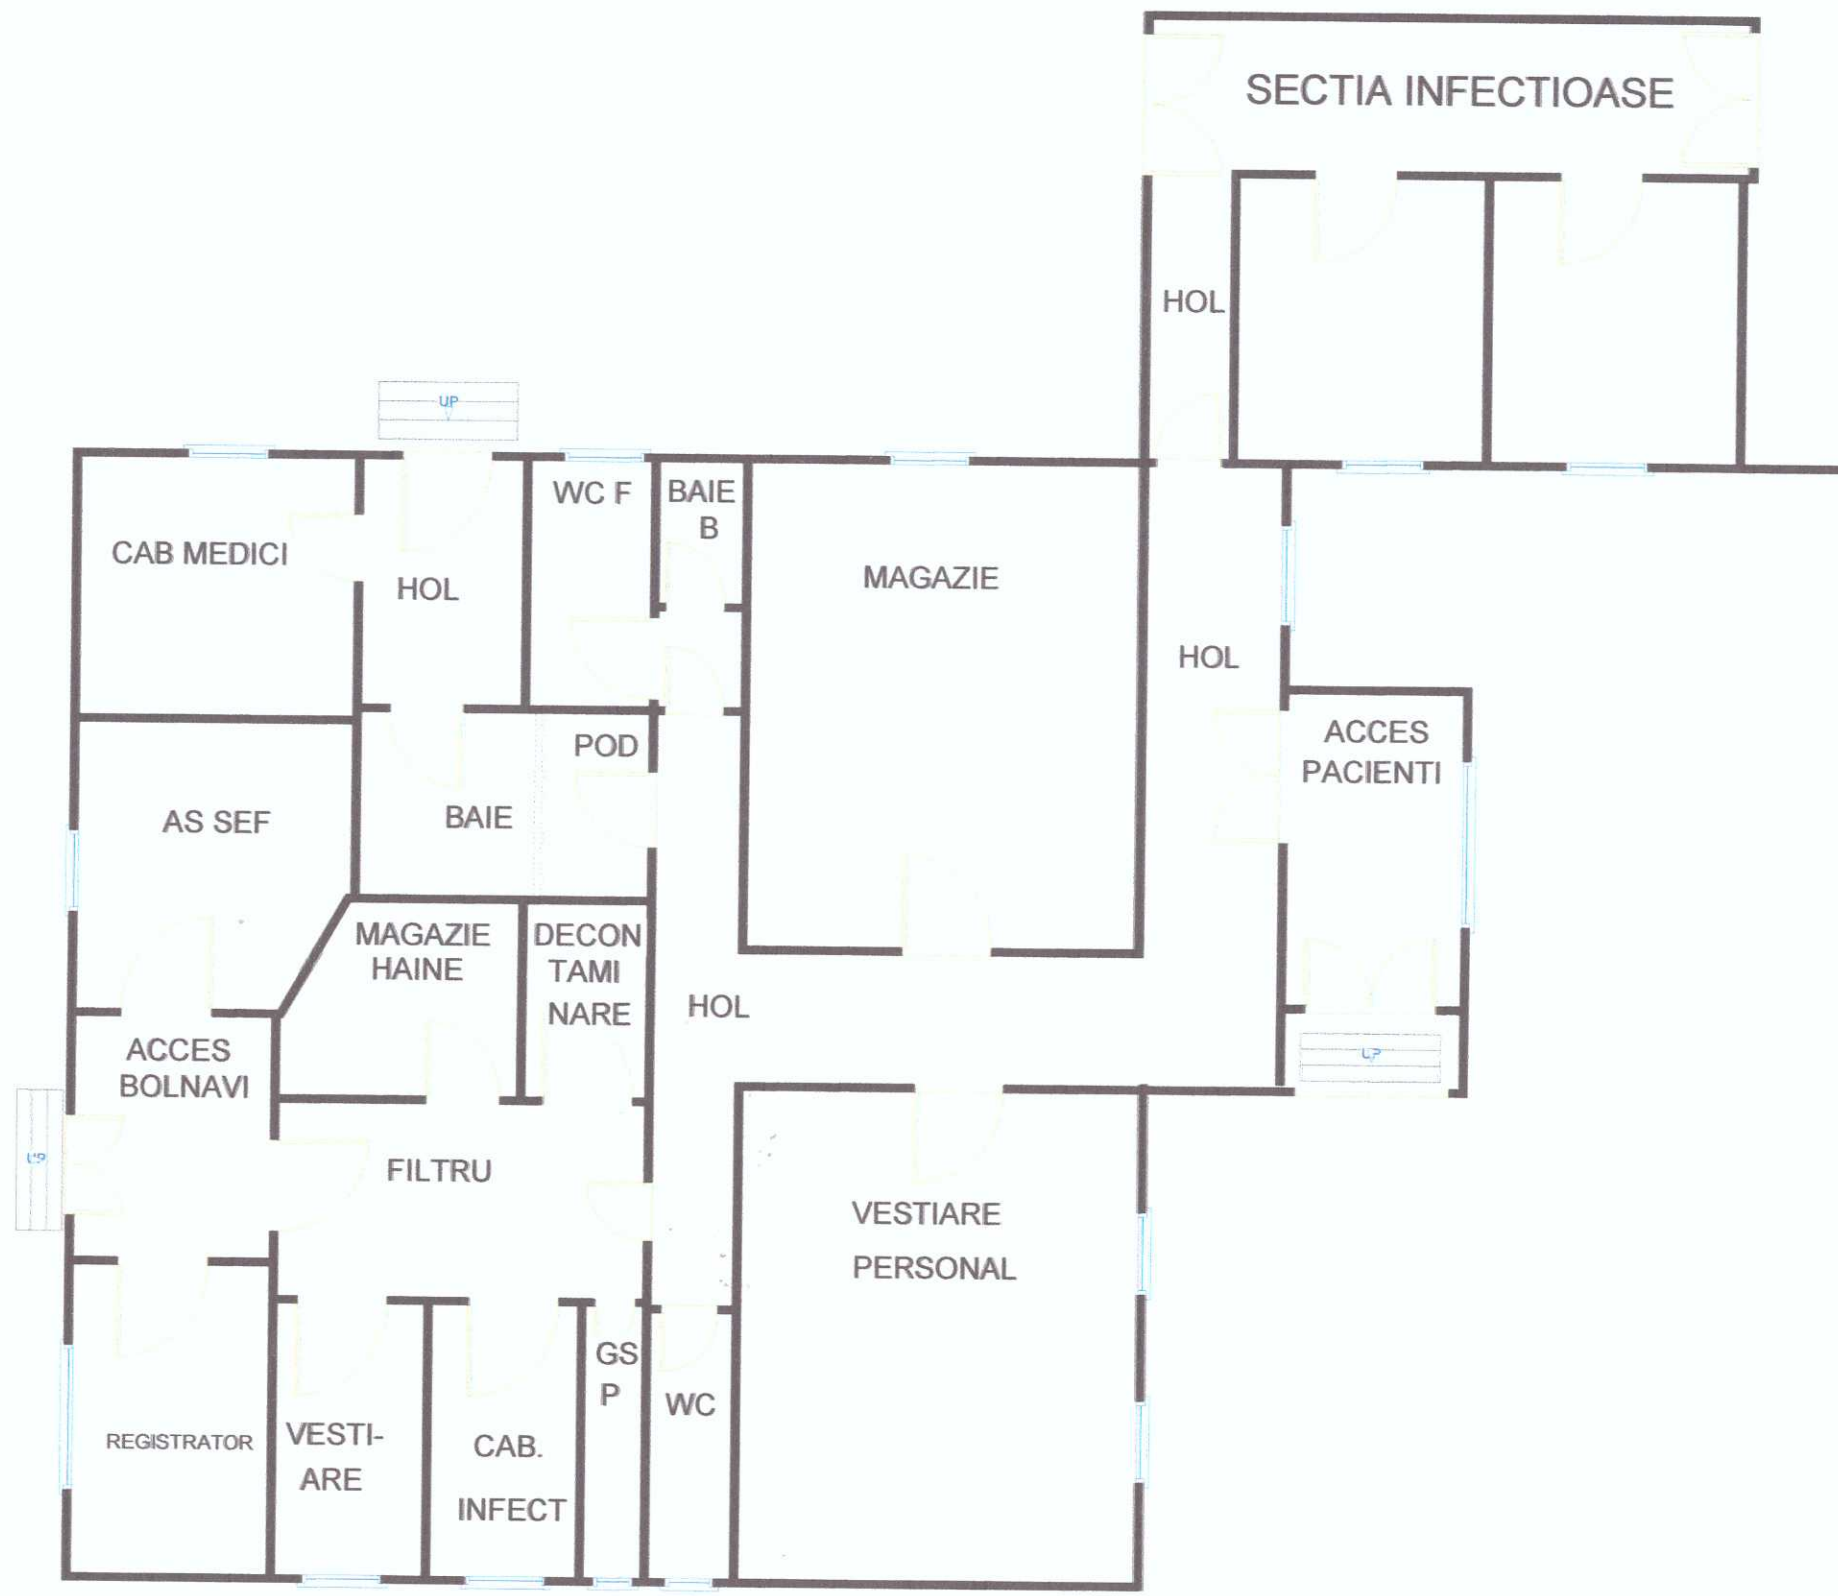 SECTIA INFECTIOASE
HOL
UP
WC F
BAIE
B
CAB MEDICI
HOL
MAGAZIE
HOL
ACCES
PACIENTI
POD
BAIE
AS SEF
MAGAZIE
HAINE
DECON
TAMI
NARE
HOL
ACCES
BOLNAVI
UP
FILTRU
VESTIARE
PERSONAL
GS
P
WC
REGISTRATOR
VESTI-
ARE
CAB.
INFECT